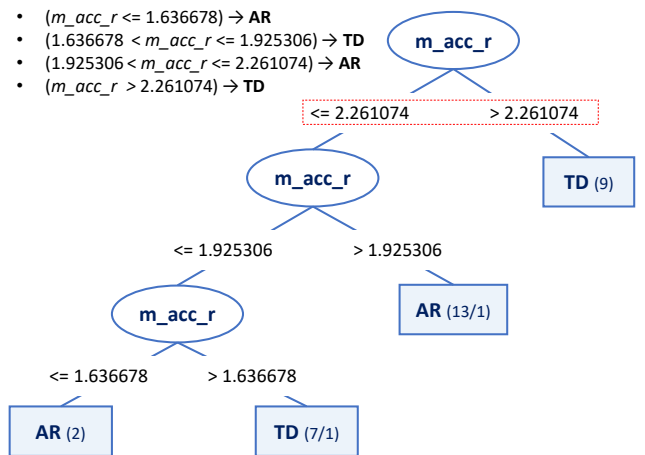 • (m_acc_r <= 1.636678) → AR
• (1.636678 < m_acc_r <= 1.925306) → TD
• (1.925306 < m_acc_r <= 2.261074) → AR
• (m_acc_r > 2.261074) → TD
m_acc_r
<= 2.261074 > 2.261074
m_acc_r
TD (9)
<= 1.925306 > 1.925306
m_acc_r
AR (13/1)
<= 1.636678 > 1.636678
AR (2) TD (7/1)